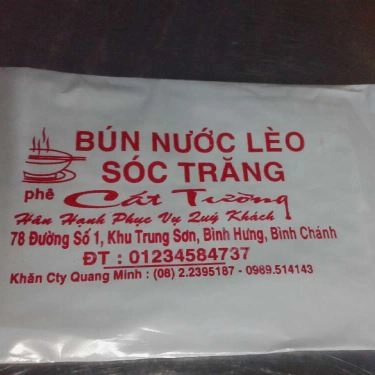 BÚN NƯỚC LÈO
SÓC TRĂNG
phê Cát Tường
Hân Hạnh Phục Vụ Quý Khách
78 Đường Số 1, Khu Trung Sơn, Bình Hưng, Bình Chánh
ĐT : 01234584737
Khăn Cty Quang Minh : (08) 2.2395187 - 0989.514143